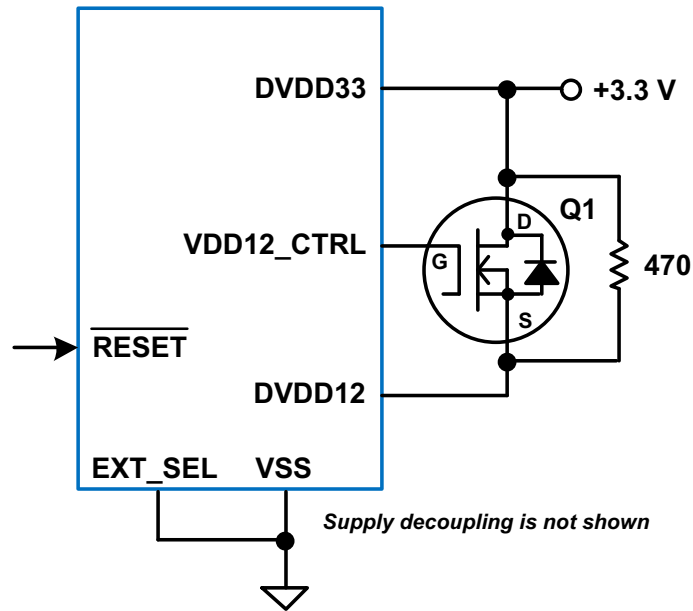 DVDD33
+3.3 V
D
Q1
VDD12_CTRL
G
470
S
RESET
DVDD12
EXT_SEL
VSS
Supply decoupling is not shown